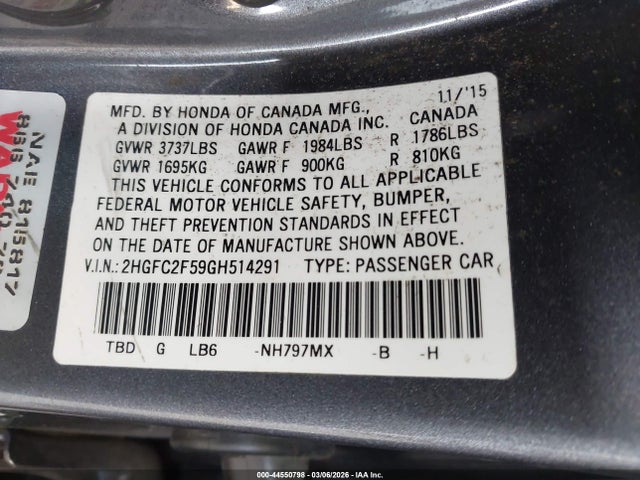 MFD. BY HONDA OF CANADA MFG., 11/'15
A DIVISION OF HONDA CANADA INC. CANADA
GVWR 3737LBS GAWR F 1984LBS R 1786LBS
GVWR 1695KG GAWR F 900KG R 810KG
THIS VEHICLE CONFORMS TO ALL APPLICABLE
FEDERAL MOTOR VEHICLE SAFETY, BUMPER,
AND THEFT PREVENTION STANDARDS IN EFFECT
ON THE DATE OF MANUFACTURE SHOWN ABOVE.
V.I.N.: 2HGFC2F59GH514291 TYPE: PASSENGER CAR
TBD G LB6 -NH797MX -B -H
NAE 815817
000-44550798 - 03/06/2026 - IAA Inc.